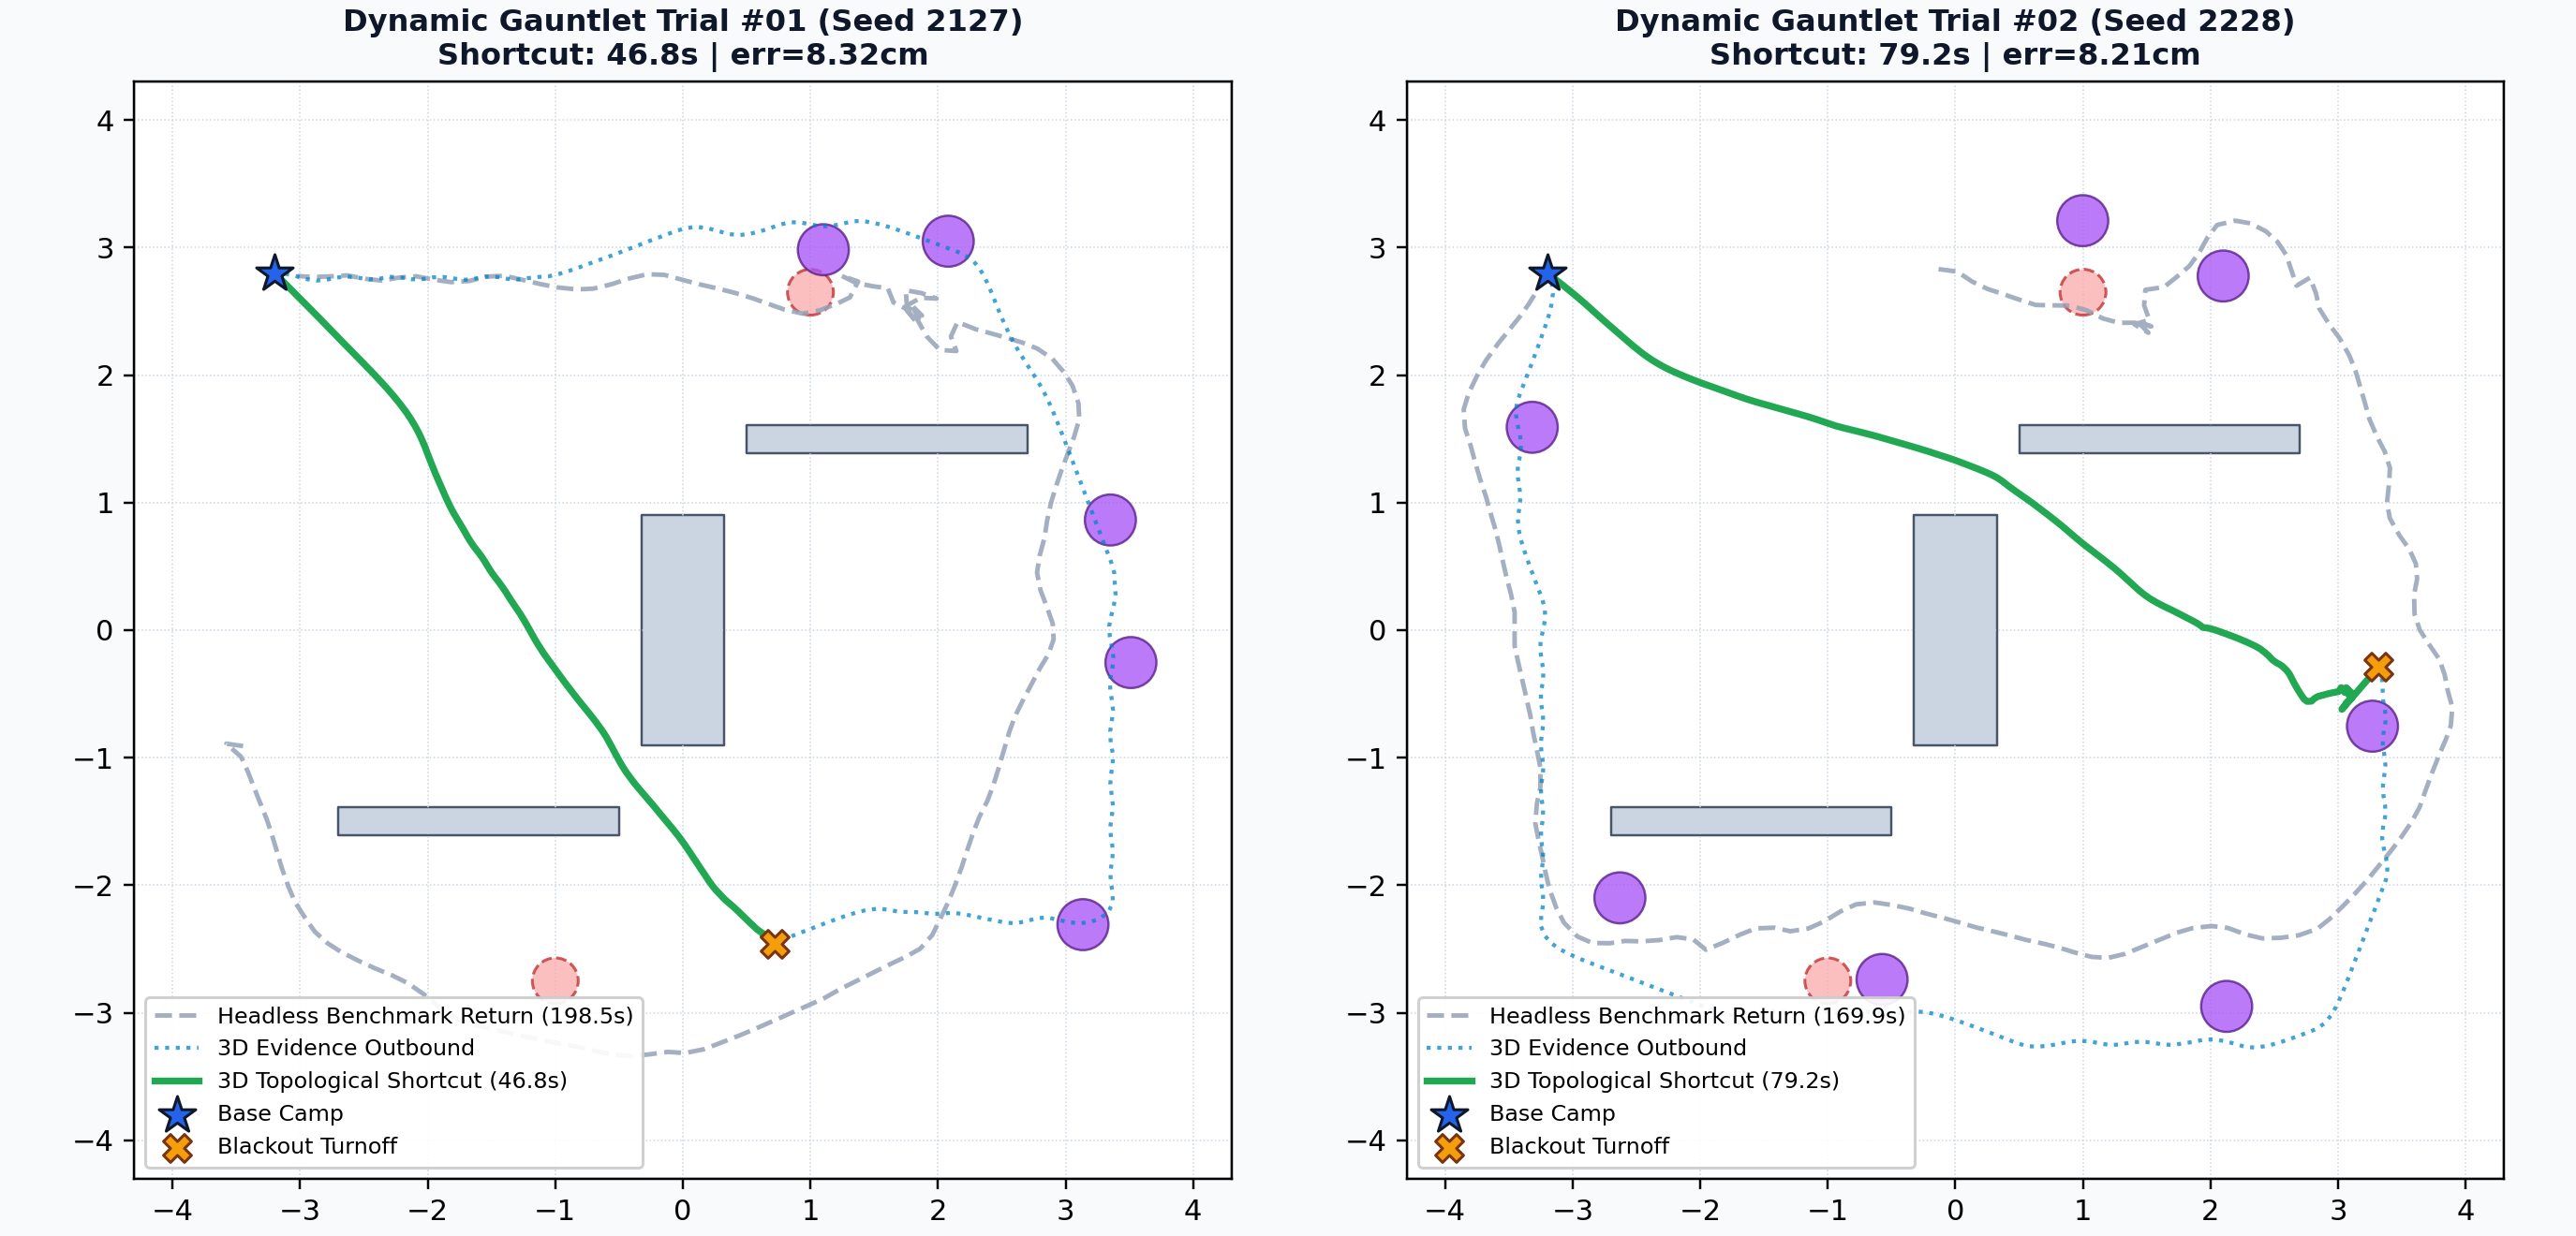 Dynamic Gauntlet Trial #01 (Seed 2127)
Shortcut: 46.8s | err=8.32cm
4
3
2
1
0
−1
−2
−3
−4
Headless Benchmark Return (198.5s)
3D Evidence Outbound
3D Topological Shortcut (46.8s)
Base Camp
Blackout Turnoff
−4 −3 −2 −1 0 1 2 3 4
Dynamic Gauntlet Trial #02 (Seed 2228)
Shortcut: 79.2s | err=8.21cm
4
3
2
1
0
−1
−2
−3
−4
Headless Benchmark Return (169.9s)
3D Evidence Outbound
3D Topological Shortcut (79.2s)
Base Camp
Blackout Turnoff
−4 −3 −2 −1 0 1 2 3 4